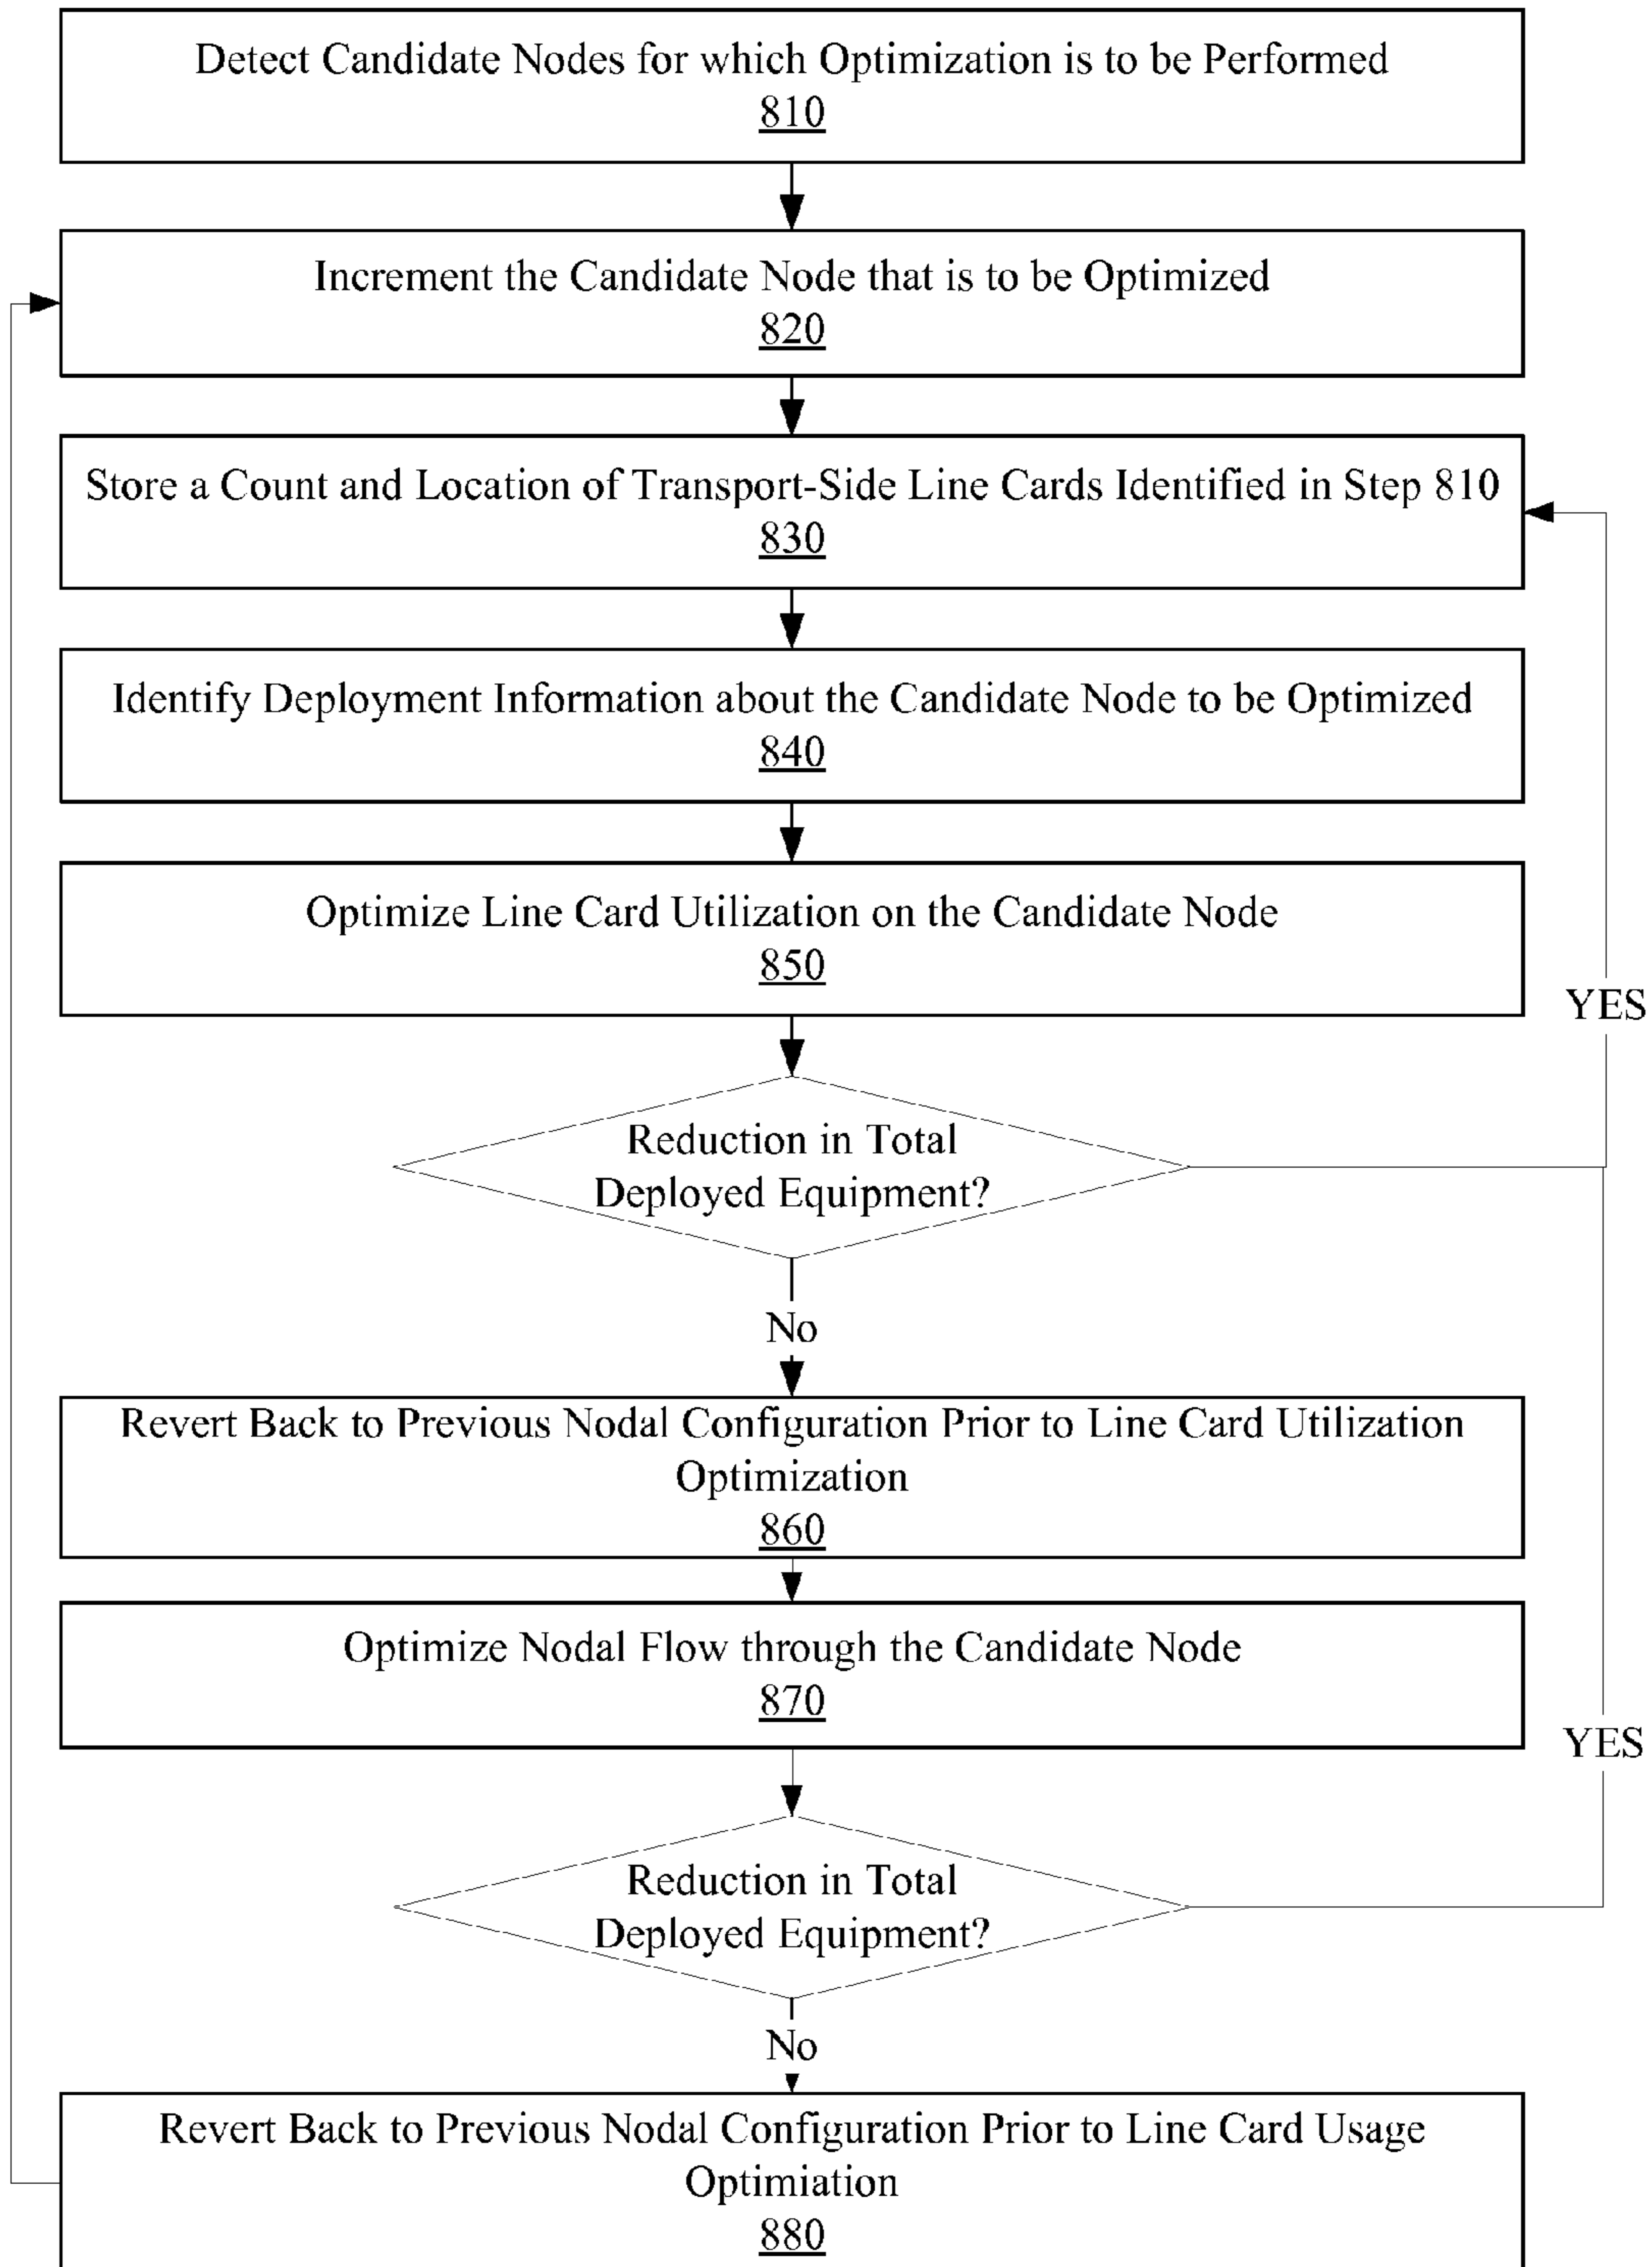 Detect Candidate Nodes for which Optimization is to be Performed
810
Increment the Candidate Node that is to be Optimized
820
Store a Count and Location of Transport-Side Line Cards Identified in Step 810
830
Identify Deployment Information about the Candidate Node to be Optimized
840
Optimize Line Card Utilization on the Candidate Node
850
YES
Reduction in Total
Deployed Equipment?
No
Revert Back to Previous Nodal Configuration Prior to Line Card Utilization
Optimization
860
Optimize Nodal Flow through the Candidate Node
870
YES
Reduction in Total
Deployed Equipment?
No
Revert Back to Previous Nodal Configuration Prior to Line Card Usage
Optimiation
880